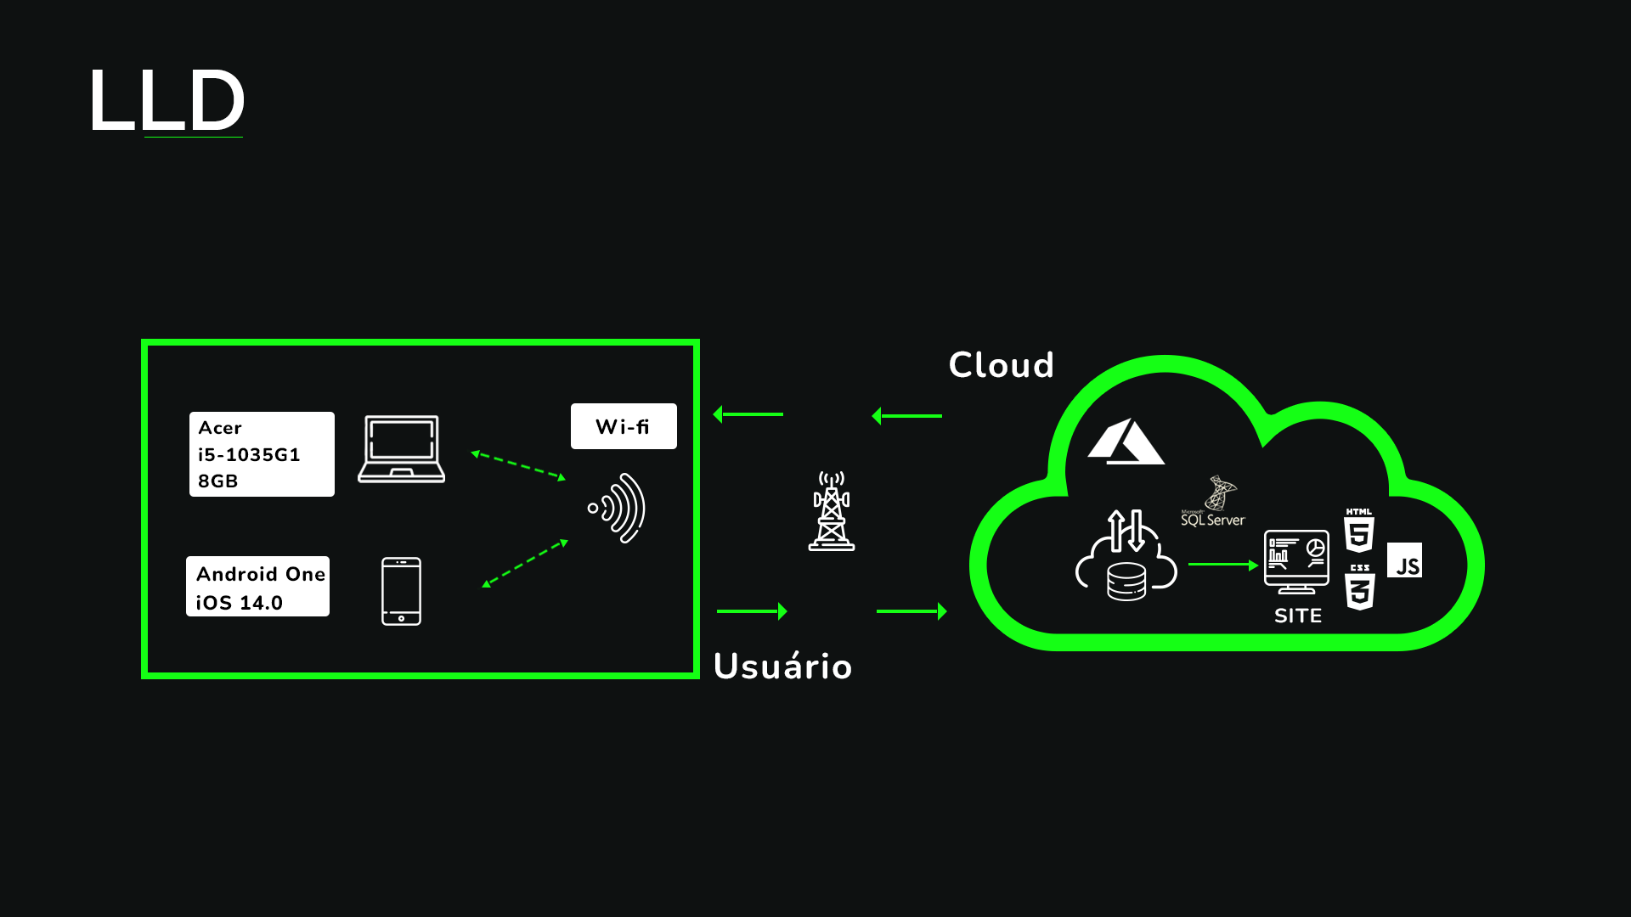 LLD
Cloud
Acer
i5-1035G1
8GB
Wi-fi
Android One
iOS 14.0
Usuário
Microsoft
SQL Server
HTML
5
CSS
3
JS
SITE